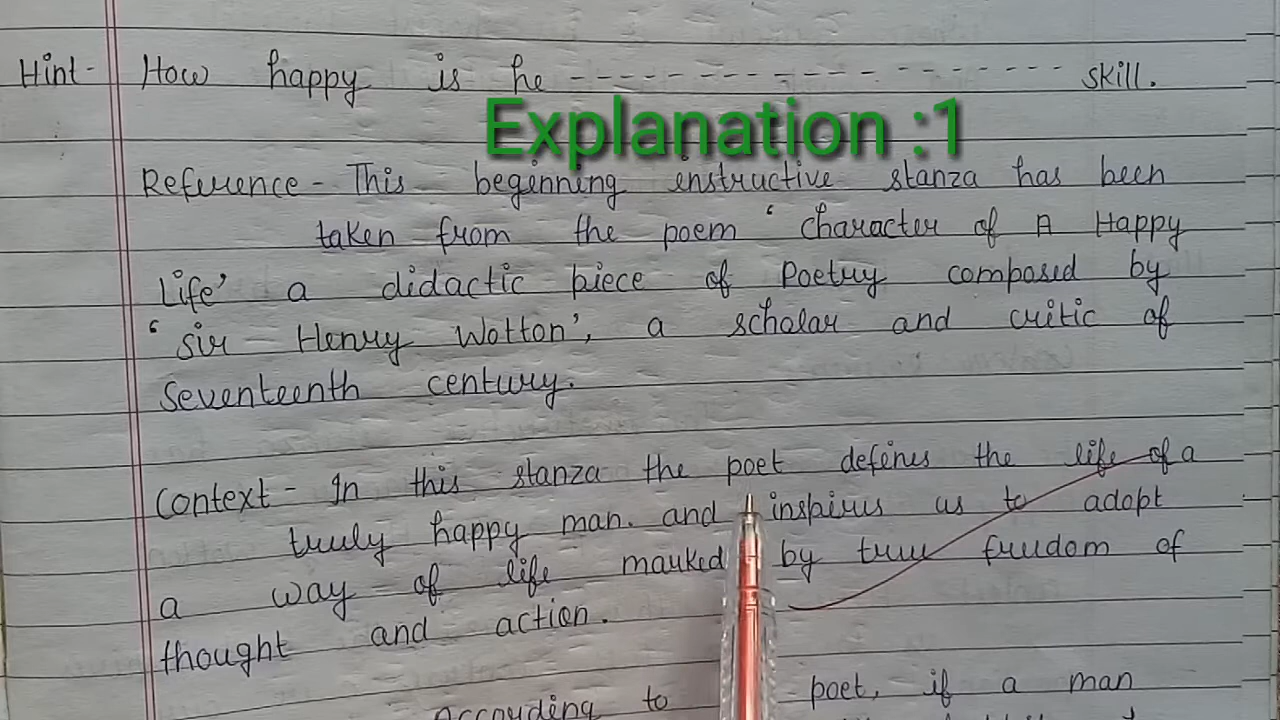 Hint- How happy is he - - - - - - - - - - - - - - - - - - - skill.
Explanation :1
Reference - This beginning instructive stanza has been
taken from the poem ' character of A Happy
Life' a didactic piece of Poetry composed by
' Sir Henry Wotton', a scholar and critic of
Seventeenth century.
Context - In this stanza the poet defines the life of a
truly happy man. and inspires us to adopt
a way of life marked by true freedom of
thought and action.
According to poet, if a man